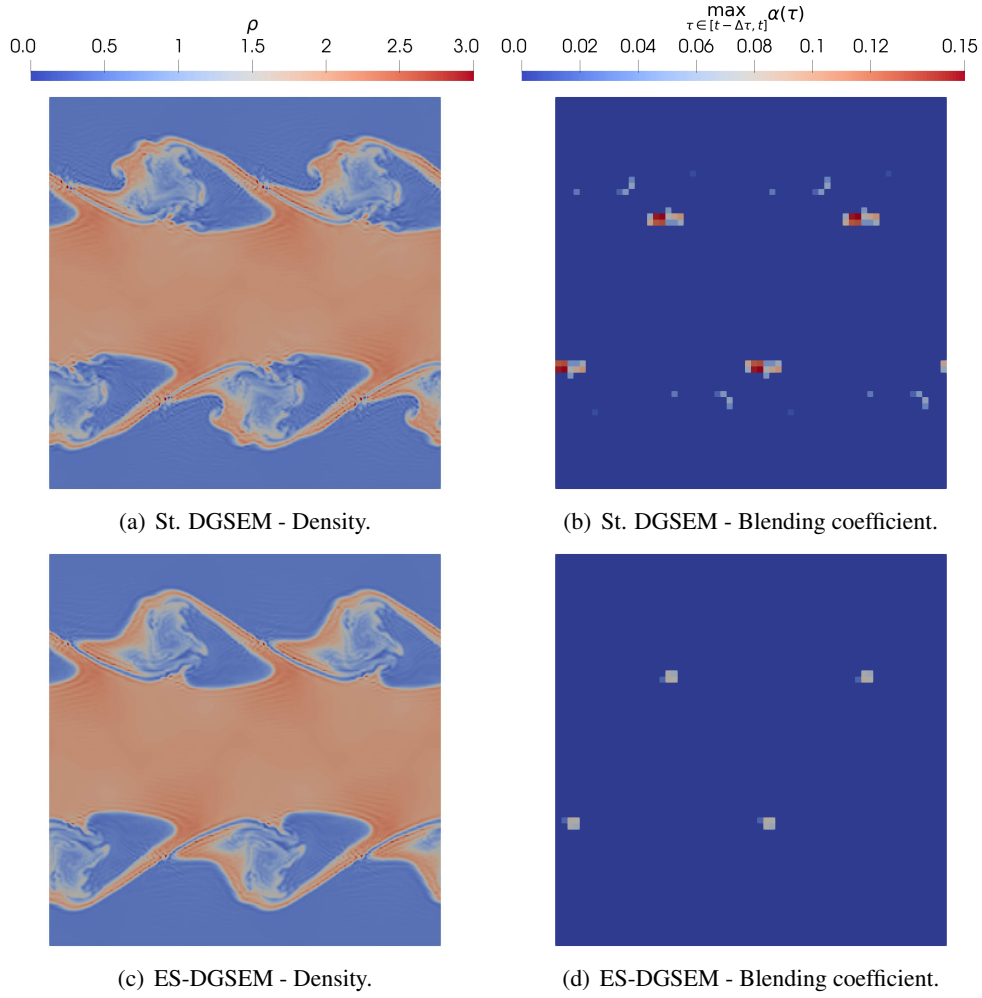 ρ
0.0 0.5 1 1.5 2 2.5 3.0
max α(τ)
τ∈[t−Δτ, t]
0.0 0.02 0.04 0.06 0.08 0.1 0.12 0.15
(a) St. DGSEM - Density.
(b) St. DGSEM - Blending coefficient.
(c) ES-DGSEM - Density.
(d) ES-DGSEM - Blending coefficient.